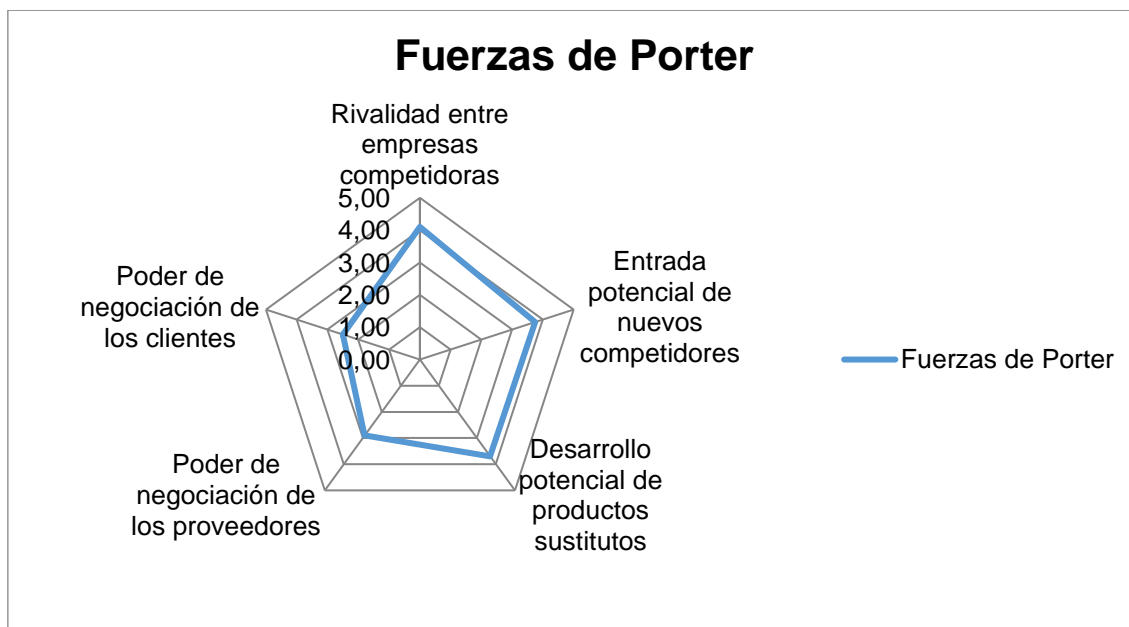 Fuerzas de Porter
Rivalidad entre
empresas
competidoras
5,00
4,00
3,00
2,00
1,00
0,00
Entrada
potencial de
nuevos
competidores
Desarrollo
potencial de
productos
sustitutos
Poder de
negociación de
los proveedores
Poder de
negociación de
los clientes
Fuerzas de Porter